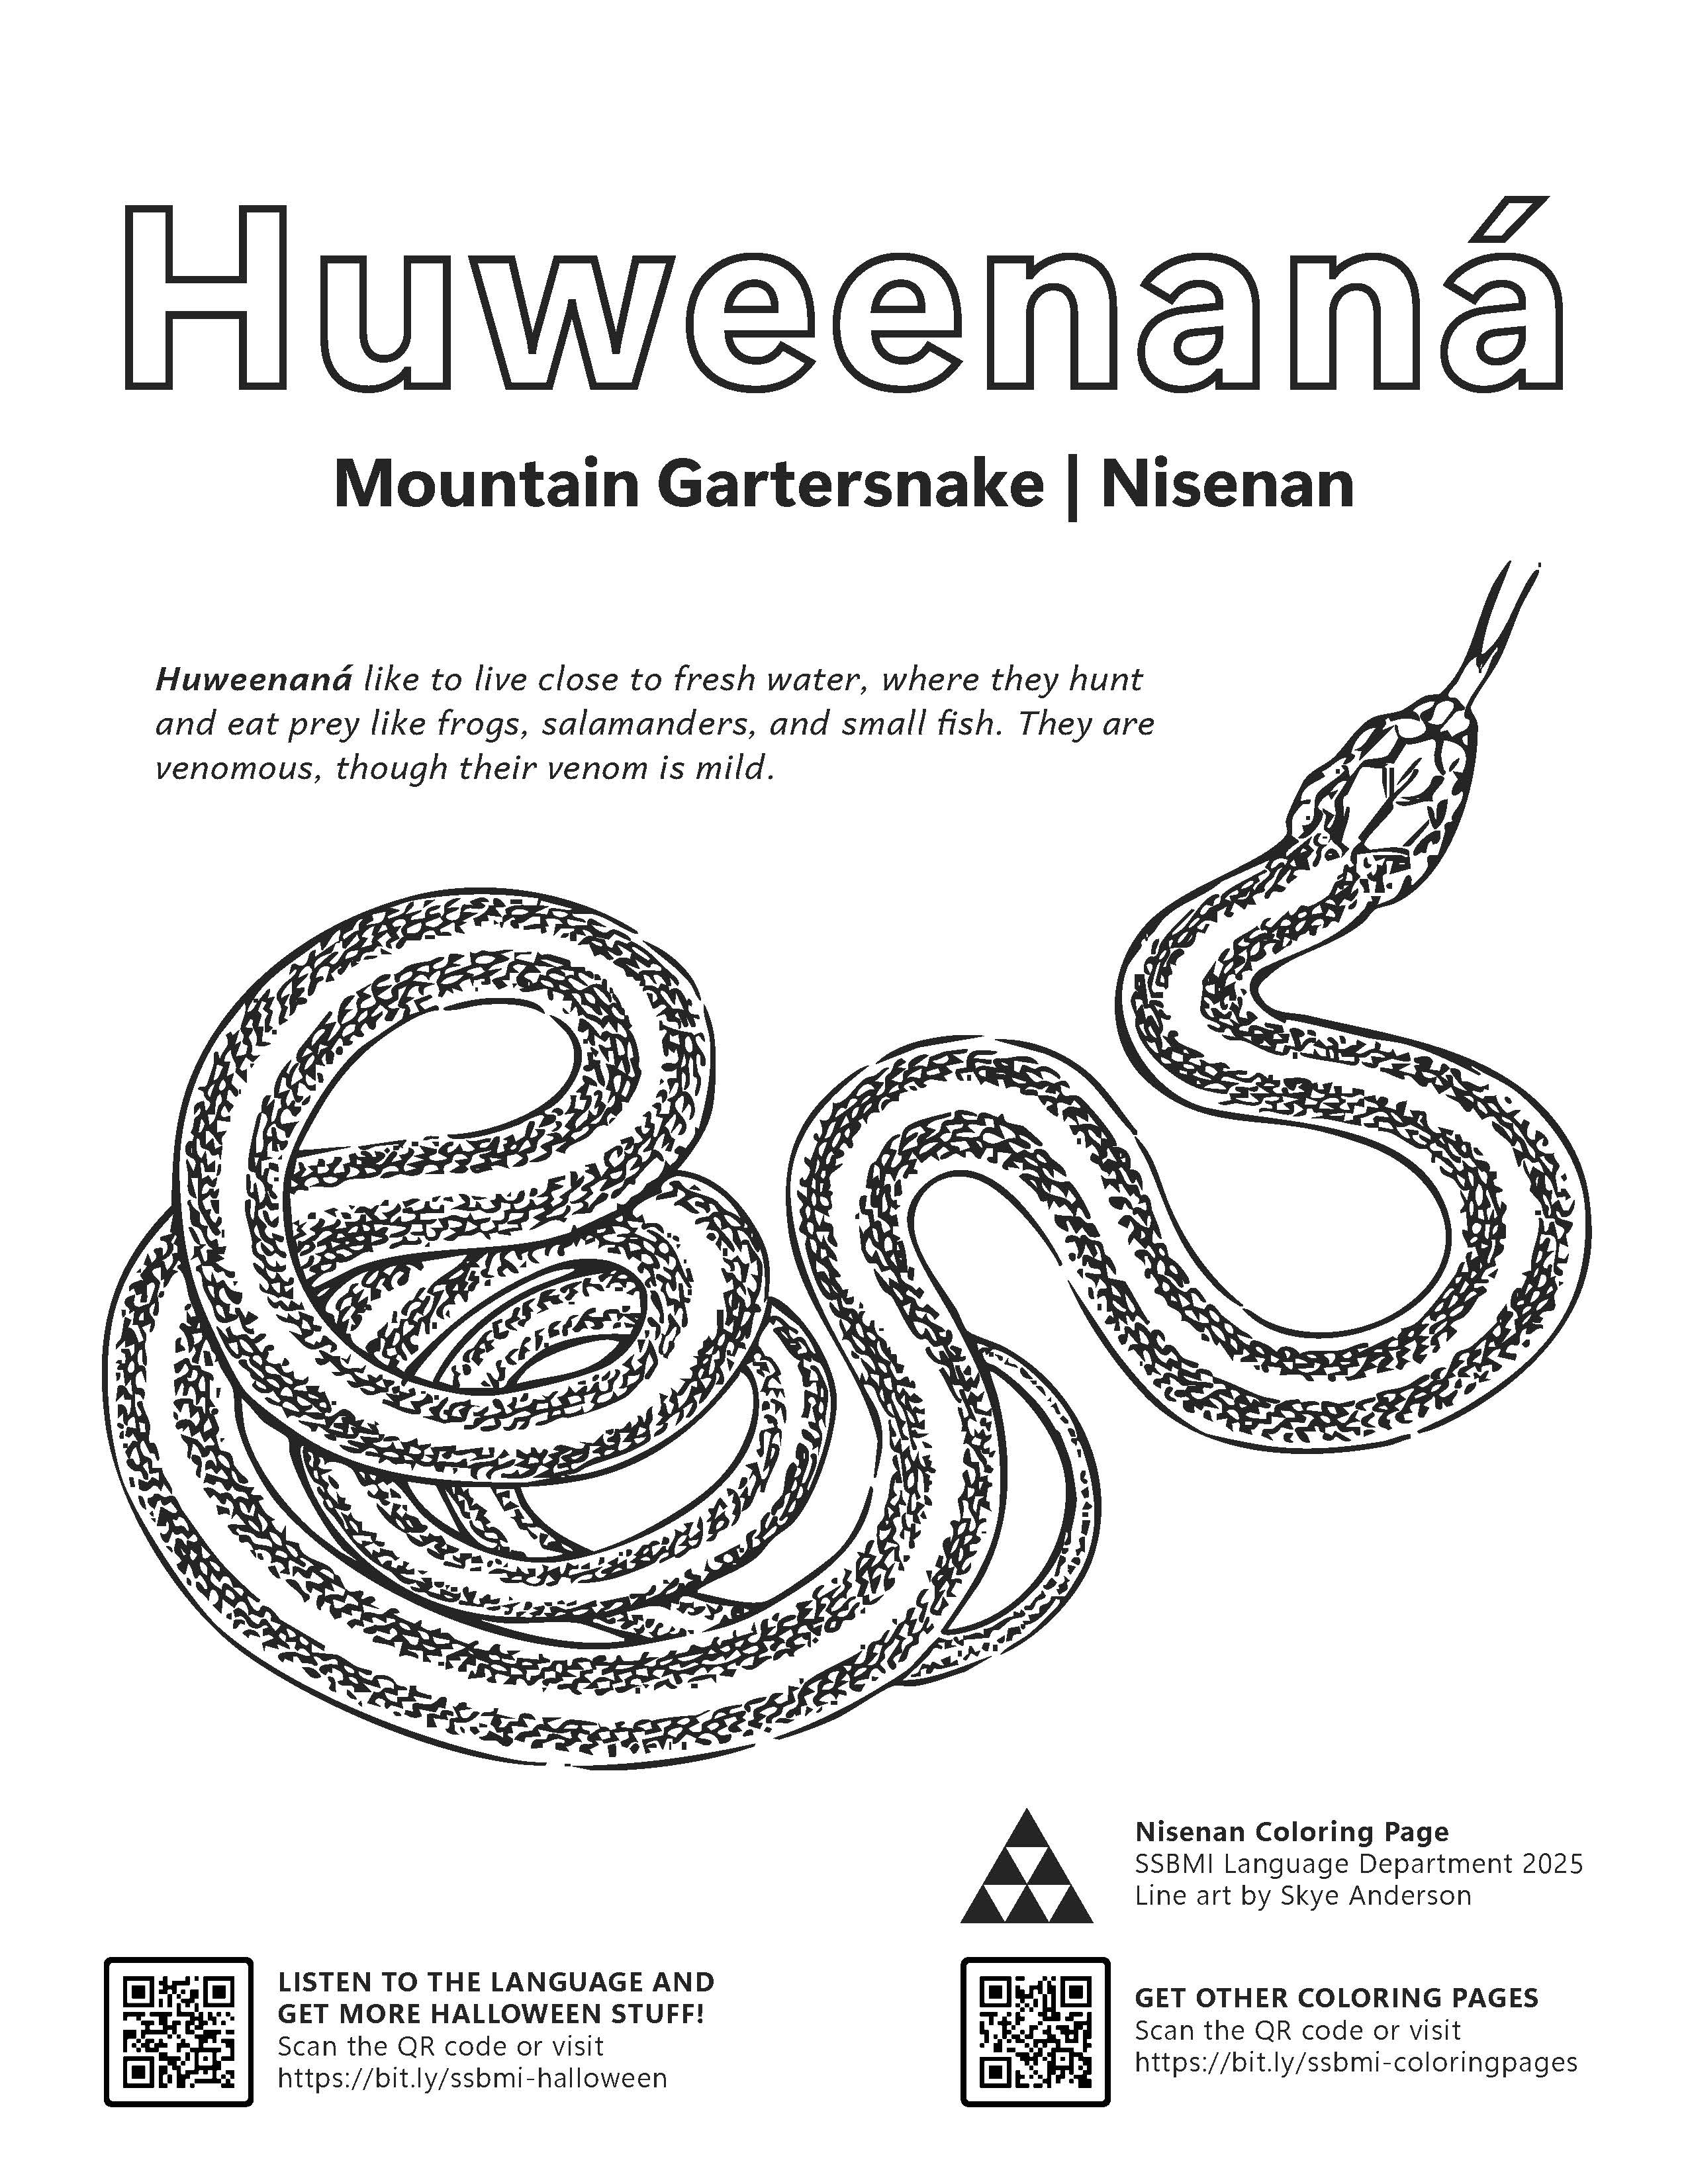 Huweenaná
Mountain Gartersnake | Nisenan
Huweenaná like to live close to fresh water, where they hunt
and eat prey like frogs, salamanders, and small fish. They are
venomous, though their venom is mild.
Nisenan Coloring Page
SSBMI Language Department 2025
Line art by Skye Anderson
LISTEN TO THE LANGUAGE AND
GET MORE HALLOWEEN STUFF!
Scan the QR code or visit
https://bit.ly/ssbmi-halloween
GET OTHER COLORING PAGES
Scan the QR code or visit
https://bit.ly/ssbmi-coloringpages